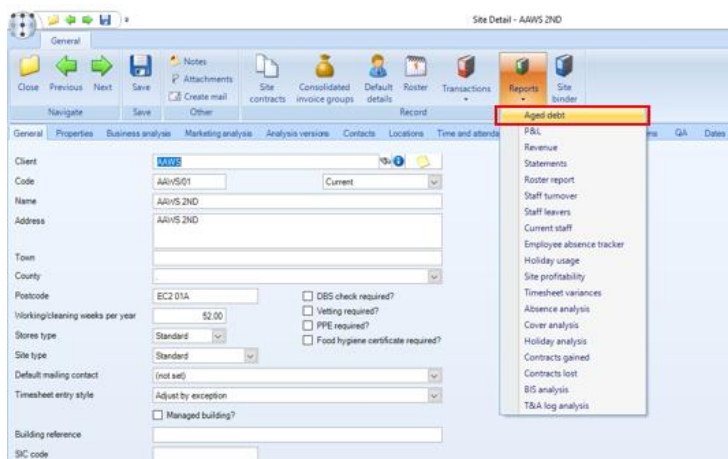 Site Detail - AAWS 2ND
General
Close Previous Next Save Notes Attachments Create mail Site contracts Consolidated invoice groups Default details Roster Transactions Reports Site binder
Navigate Save Other Record
General Properties Business analysis Marketing analysis Analysis versions Contacts Locations Time and attenda QA Dates
Aged debt
P&L
Revenue
Statements
Roster report
Staff turnover
Staff leavers
Current staff
Employee absence tracker
Holiday usage
Site profitability
Timesheet variances
Absence analysis
Cover analysis
Holiday analysis
Contracts gained
Contracts lost
BIS analysis
T&A log analysis
Client AAWS
Code AAWS/01 Current
Name AAWS 2ND
Address AAWS 2ND
Town
County .
Postcode EC2 01A DBS check required?
Working/cleaning weeks per year 52.00 Vetting required?
PPE required?
Stores type Standard Food hygiene certificate required?
Site type Standard
Default mailing contact (not set)
Timesheet entry style Adjust by exception
Managed building?
Building reference
SIC code